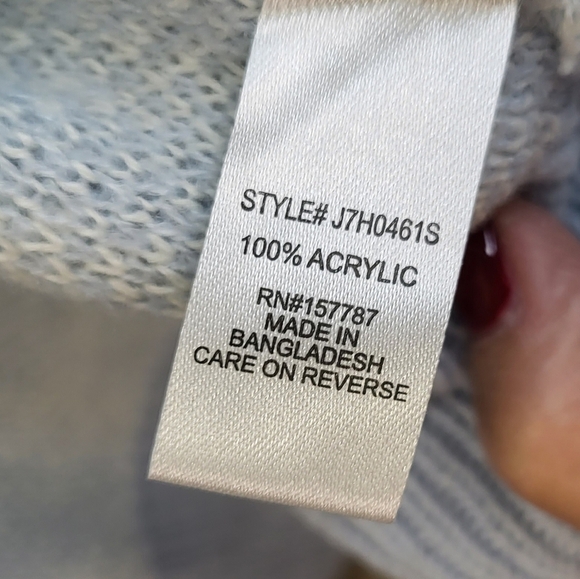 STYLE# J7H0461S
100% ACRYLIC
RN#157787
MADE IN
BANGLADESH
CARE ON REVERSE